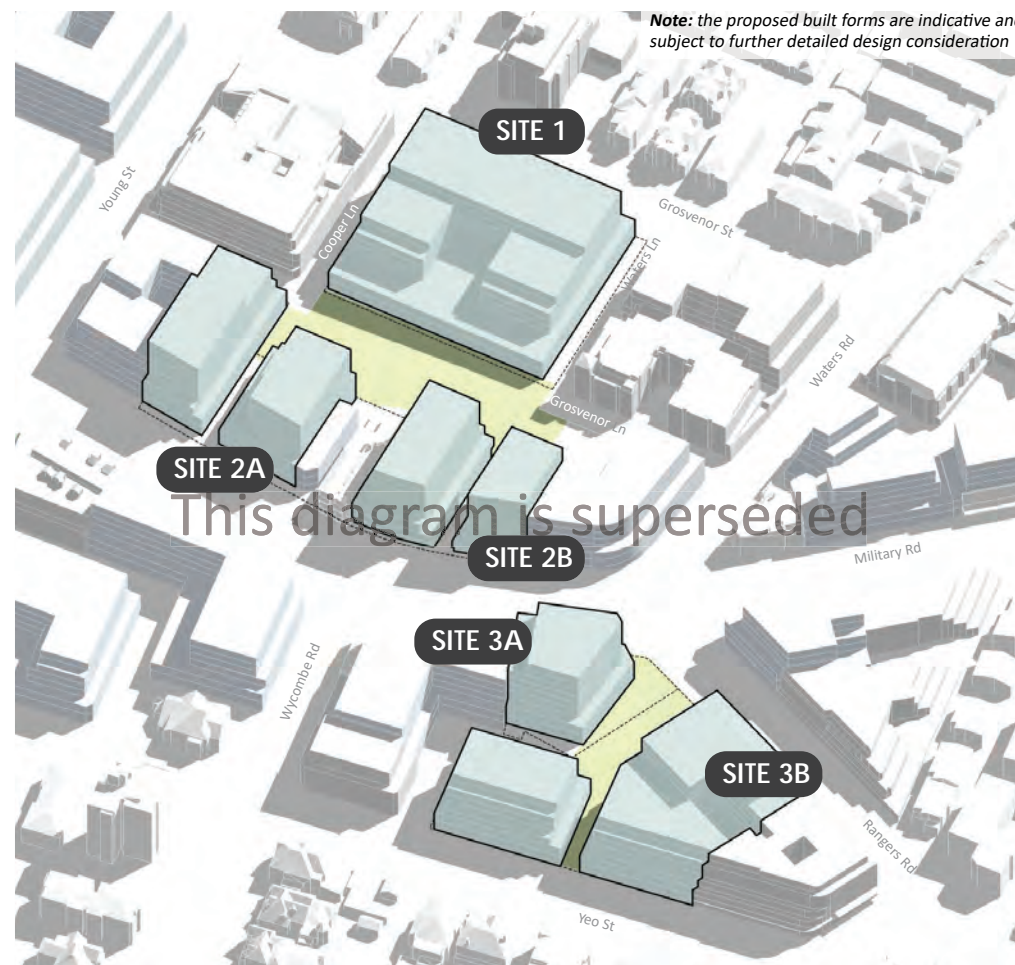 Note: the proposed built forms are indicative and
subject to further detailed design consideration
SITE 1
Young St
Cooper Ln
Grosvenor St
Waters Ln
Waters Rd
Grosvenor Ln
SITE 2A
This diagram is superseded
SITE 2B
Military Rd
SITE 3A
Wycombe Rd
SITE 3B
Rangers Rd
Yeo St